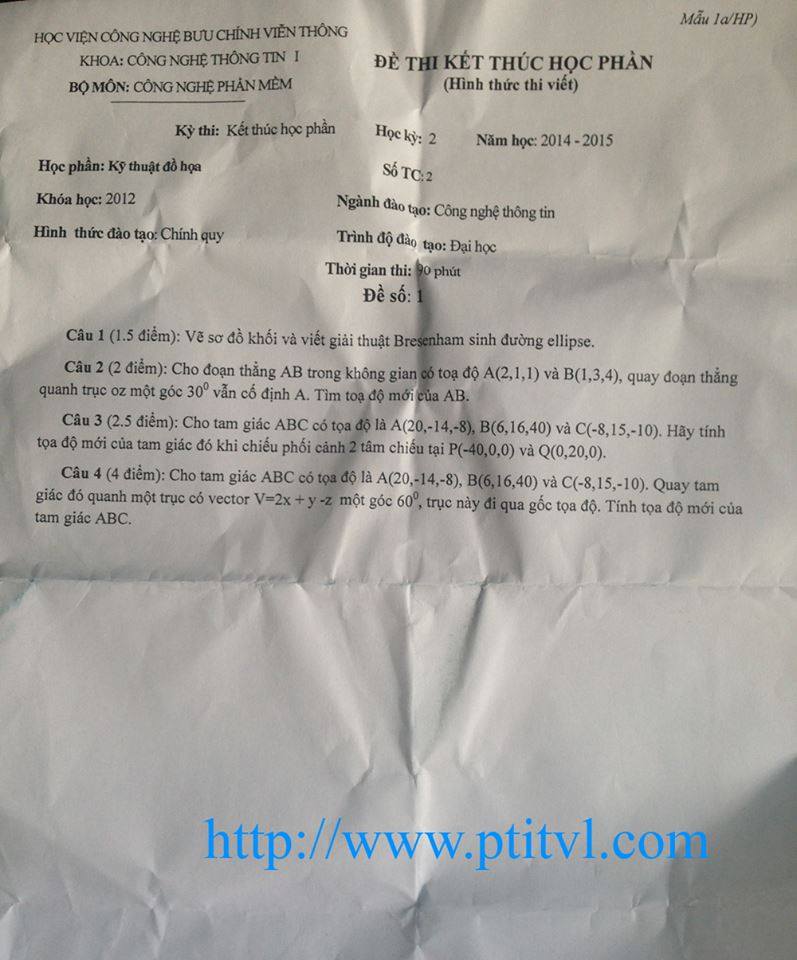 Mẫu 1a/HP)
HỌC VIỆN CÔNG NGHỆ BƯU CHÍNH VIỄN THÔNG
KHOA: CÔNG NGHỆ THÔNG TIN I
BỘ MÔN: CÔNG NGHỆ PHẦN MỀM
ĐỀ THI KẾT THÚC HỌC PHẦN
(Hình thức thi viết)
Kỳ thi: Kết thúc học phần Học kỳ: 2 Năm học: 2014 - 2015
Học phần: Kỹ thuật đồ họa Số TC: 2
Khóa học: 2012 Ngành đào tạo: Công nghệ thông tin
Hình thức đào tạo: Chính quy Trình độ đào tạo: Đại học
Thời gian thi: 90 phút
Đề số: 1
Câu 1 (1.5 điểm): Vẽ sơ đồ khối và viết giải thuật Bresenham sinh đường ellipse.
Câu 2 (2 điểm): Cho đoạn thẳng AB trong không gian có toạ độ A(2,1,1) và B(1,3,4), quay đoạn thẳng
quanh trục oz một góc 30⁰ vẫn cố định A. Tìm toạ độ mới của AB.
Câu 3 (2.5 điểm): Cho tam giác ABC có tọa độ là A(20,-14,-8), B(6,16,40) và C(-8,15,-10). Hãy tính
tọa độ mới của tam giác đó khi chiếu phối cảnh 2 tâm chiếu tại P(-40,0,0) và Q(0,20,0).
Câu 4 (4 điểm): Cho tam giác ABC có tọa độ là A(20,-14,-8), B(6,16,40) và C(-8,15,-10). Quay tam
giác đó quanh một trục có vector V=2x + y -z một góc 60⁰, trục này đi qua gốc tọa độ. Tính tọa độ mới của
tam giác ABC.
http://www.ptitvl.com